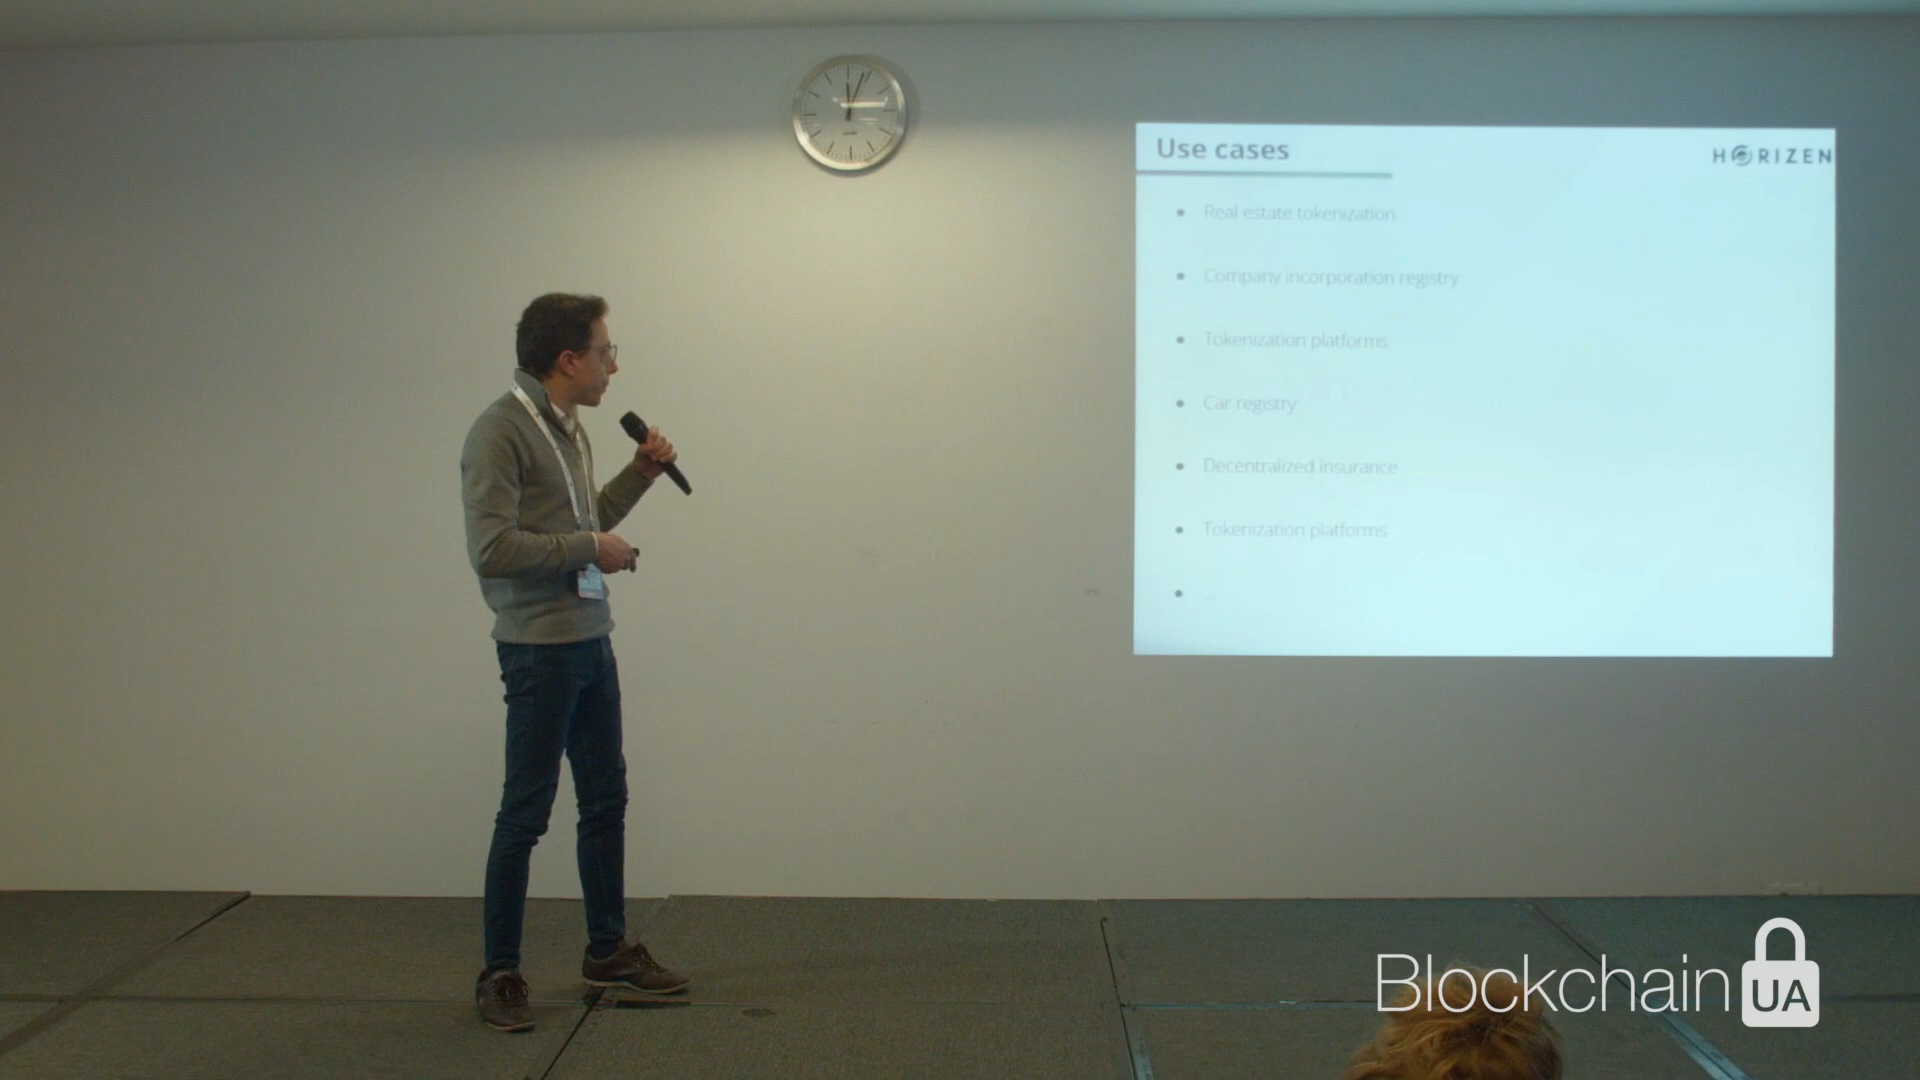 Use cases
HORIZEN
Real estate tokenization
Company incorporation registry
Tokenization platforms
Car registry
Decentralized insurance
Tokenization platforms
...
Blockchain UA